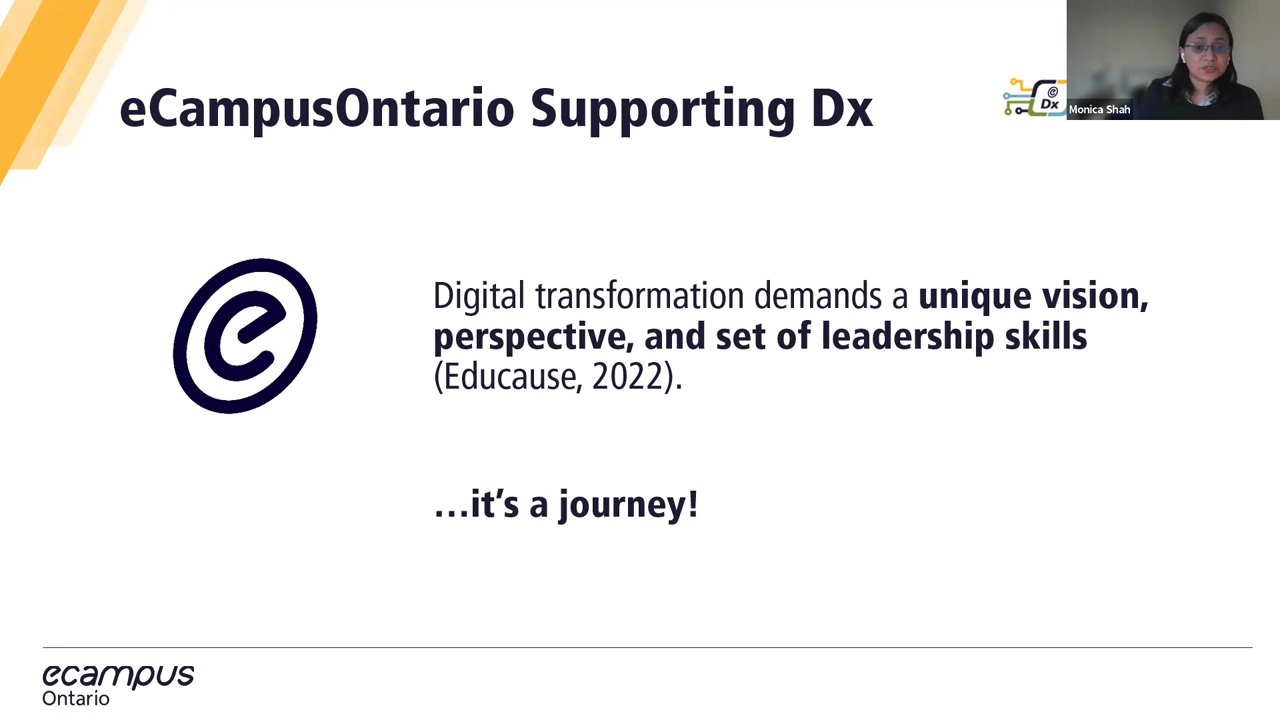 eCampusOntario Supporting Dx
@
Dx
Monica Shah
e
Digital transformation demands a unique vision,
perspective, and set of leadership skills
(Educause, 2022).
...it's a journey!
ecampus
Ontario